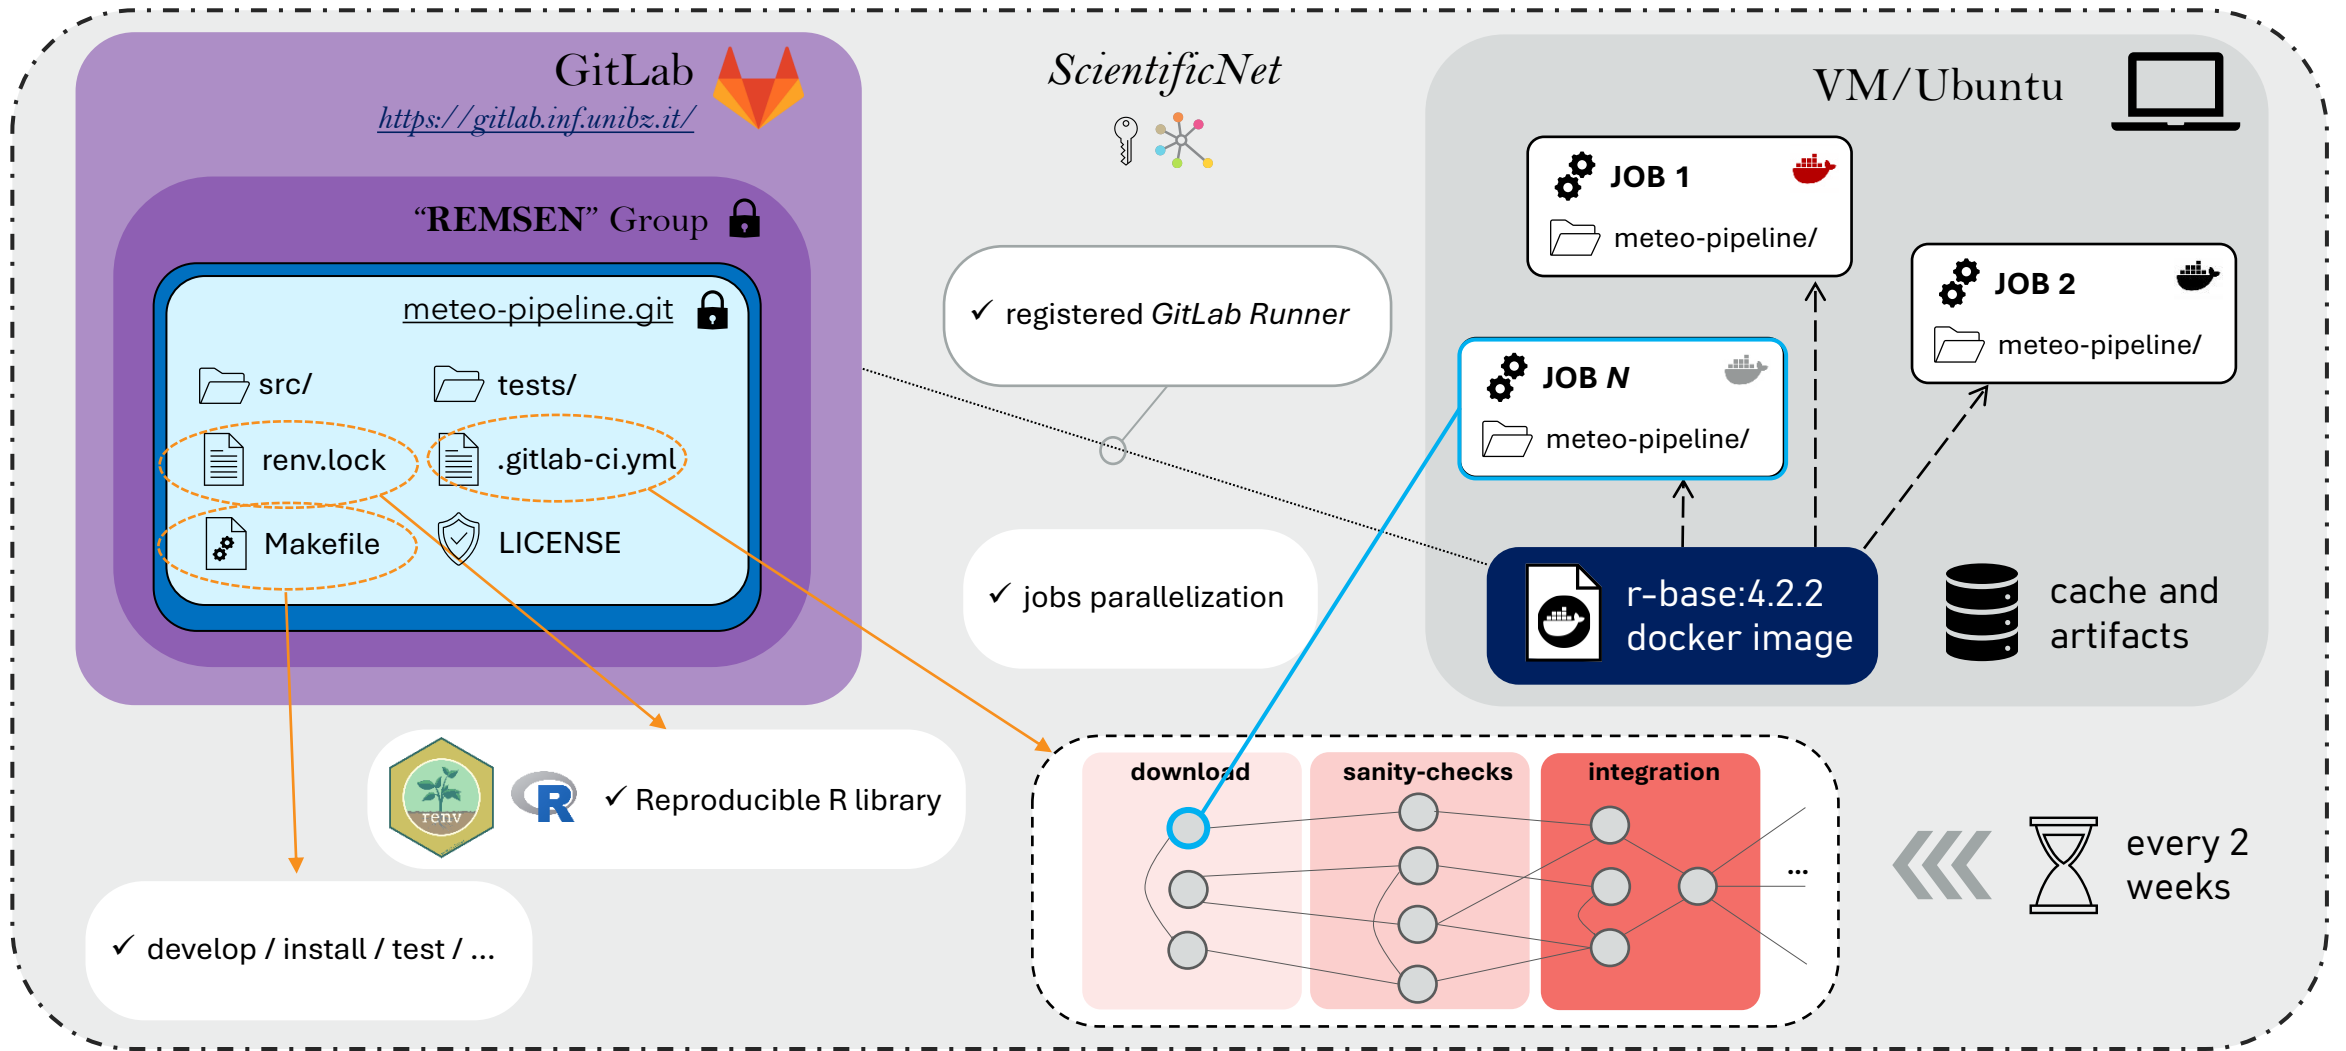 GitLab
https://gitlab.inf.unibz.it/
“REMSEN” Group
meteo-pipeline.git
src/
tests/
renv.lock
.gitlab-ci.yml
Makefile
LICENSE
ScientificNet
✓ registered GitLab Runner
✓ jobs parallelization
VM/Ubuntu
JOB 1
meteo-pipeline/
JOB 2
meteo-pipeline/
JOB N
meteo-pipeline/
r-base:4.2.2
docker image
cache and
artifacts
renv
R
✓ Reproducible R library
✓ develop / install / test / ...
download
sanity-checks
integration
...
every 2
weeks